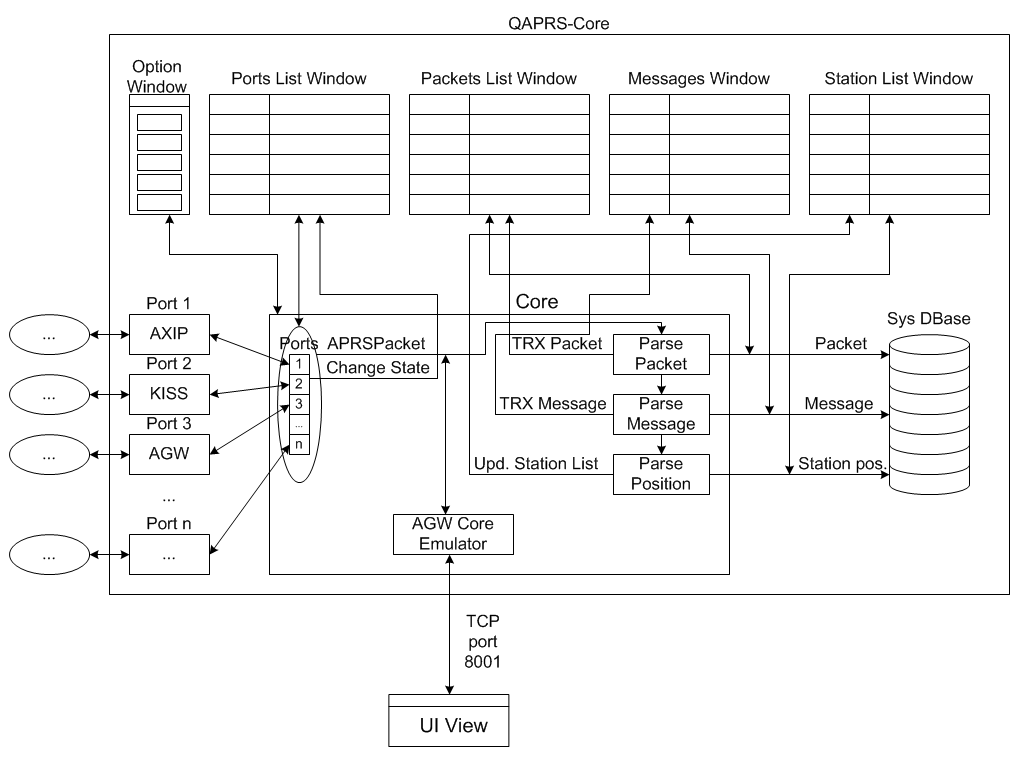 QAPRS-Core
Option
Window
Ports List Window
Packets List Window
Messages Window
Station List Window
Core
Port 1
...
AXIP
Port 2
...
KISS
Port 3
...
AGW
...
Port n
...
...
Ports
1
2
3
...
n
APRSPacket
Change State
TRX Packet
Parse
Packet
Packet
TRX Message
Parse
Message
Message
Upd. Station List
Parse
Position
Station pos.
Sys DBase
AGW Core
Emulator
TCP
port
8001
UI View